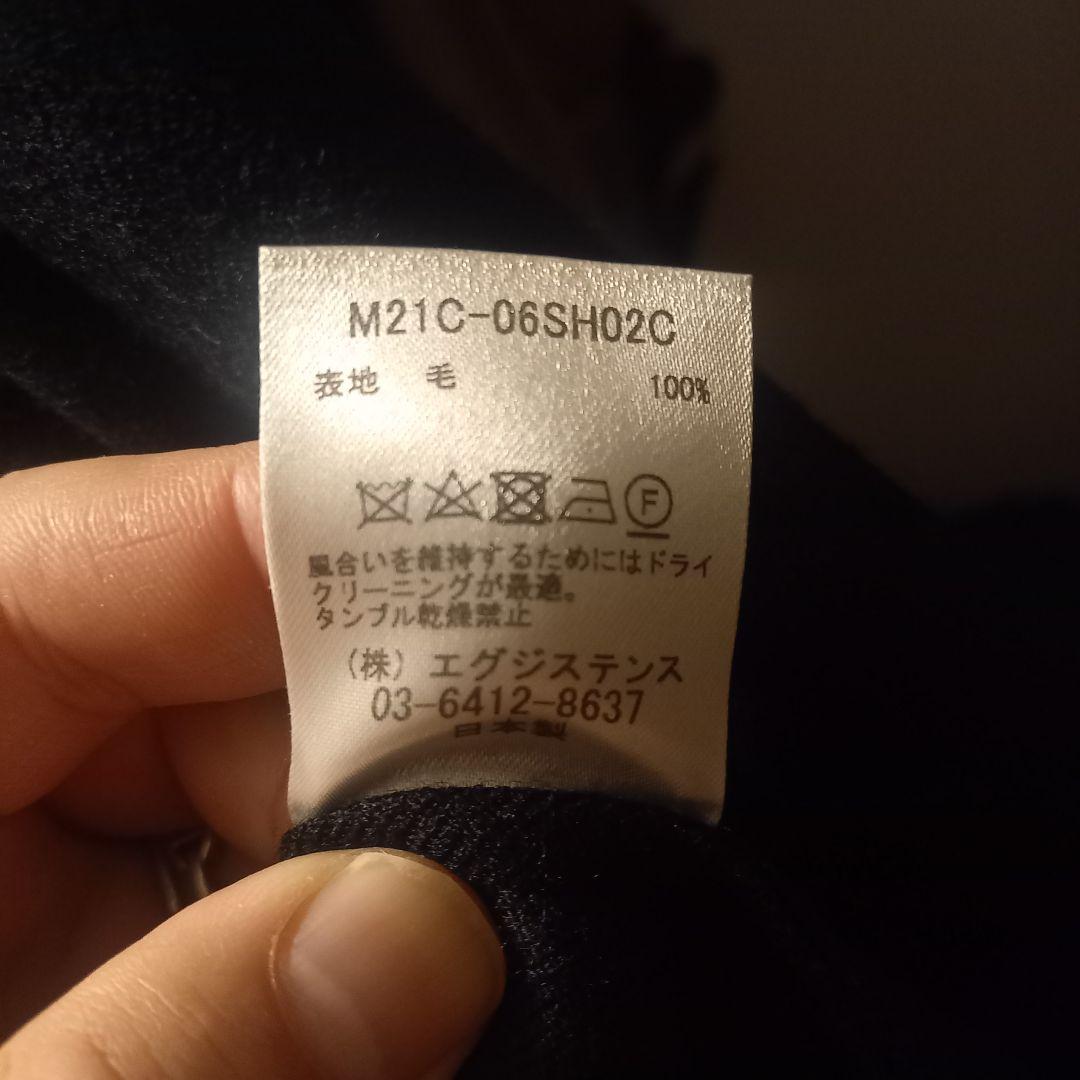 M21C-06SH02C
表地 毛 100%
F
風合いを維持するためにはドライ
クリーニングが最適。
タンブル乾燥禁止
(株) エグジステンス
03-6412-8637
日本製